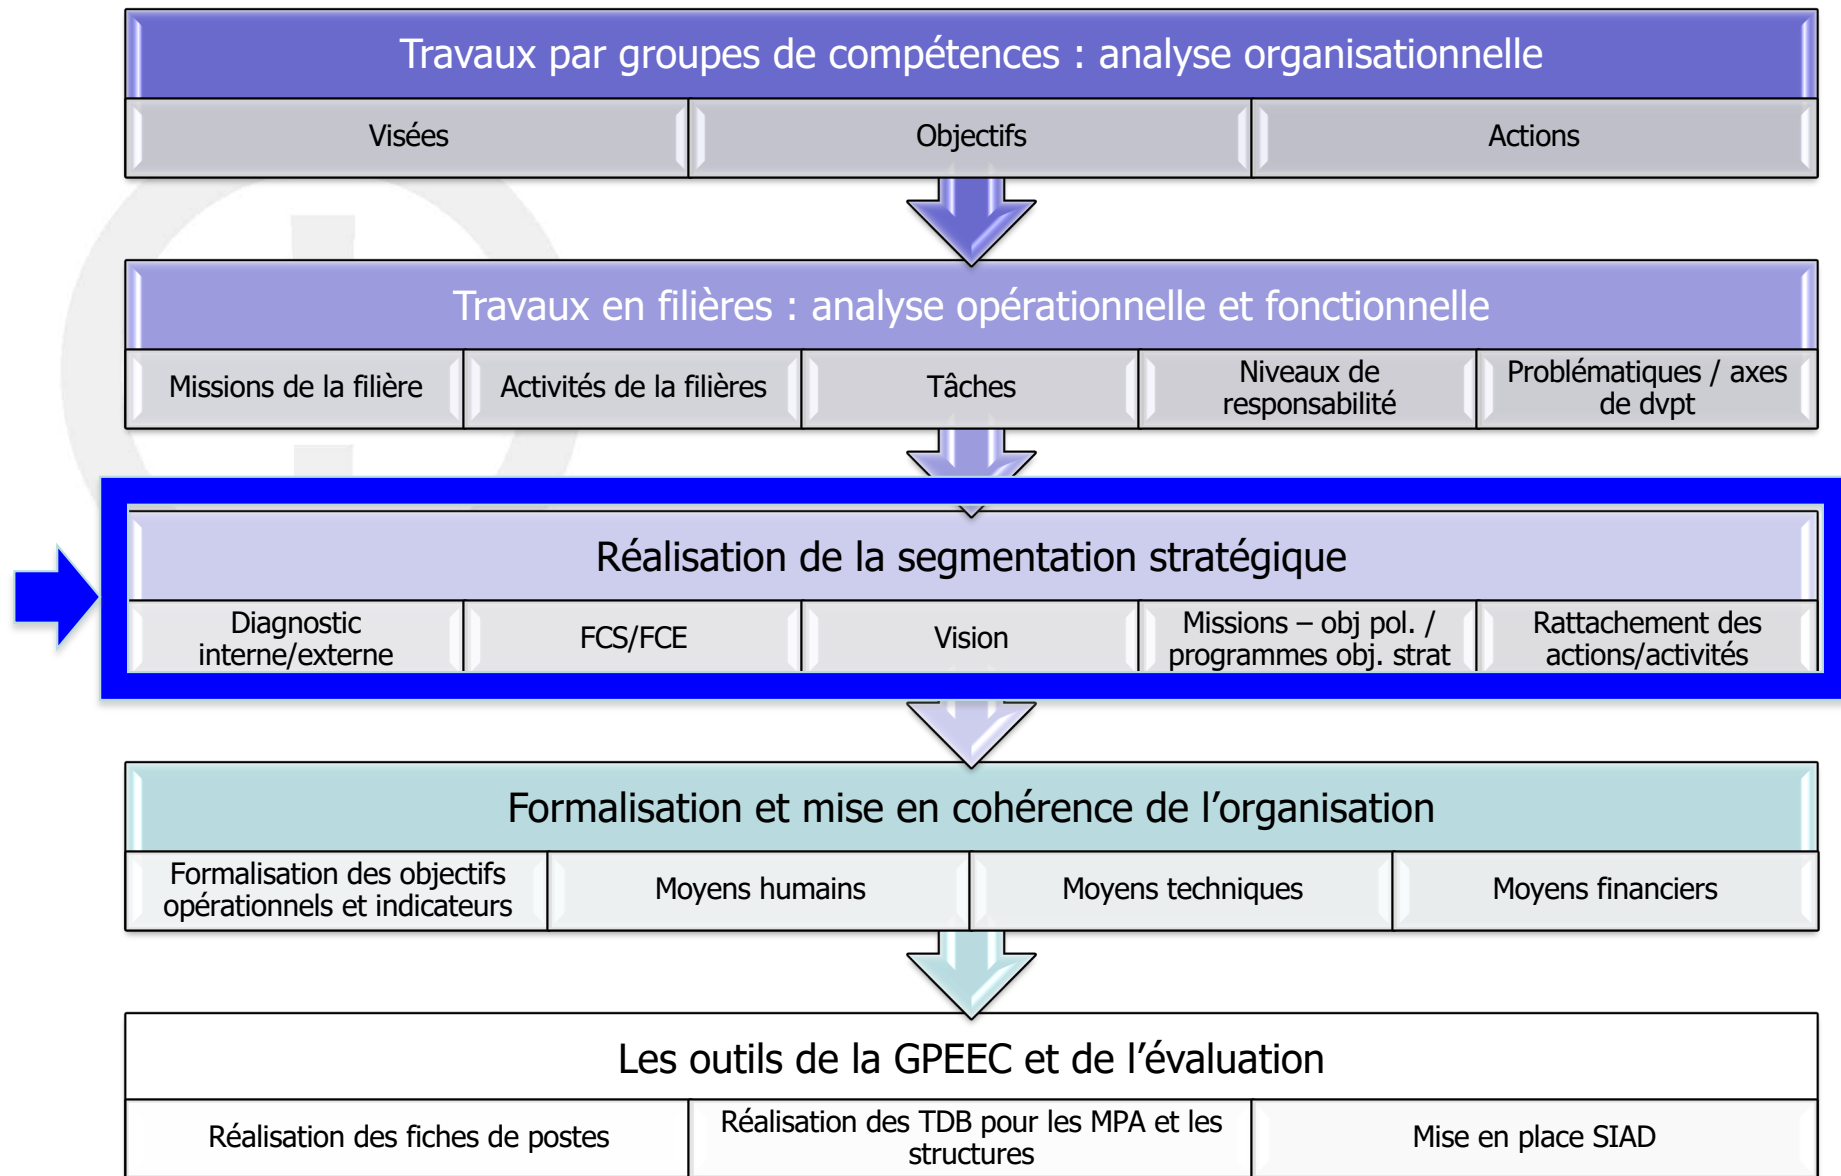 Travaux par groupes de compétences : analyse organisationnelle
Visées
Objectifs
Actions
Travaux en filières : analyse opérationnelle et fonctionnelle
Missions de la filière
Activités de la filières
Tâches
Niveaux de
responsabilité
Problématiques / axes
de dvpt
Réalisation de la segmentation stratégique
Diagnostic
interne/externe
FCS/FCE
Vision
Missions – obj pol. /
programmes obj. strat
Rattachement des
actions/activités
Formalisation et mise en cohérence de l’organisation
Formalisation des objectifs
opérationnels et indicateurs
Moyens humains
Moyens techniques
Moyens financiers
Les outils de la GPEEC et de l’évaluation
Réalisation des fiches de postes
Réalisation des TDB pour les MPA et les
structures
Mise en place SIAD